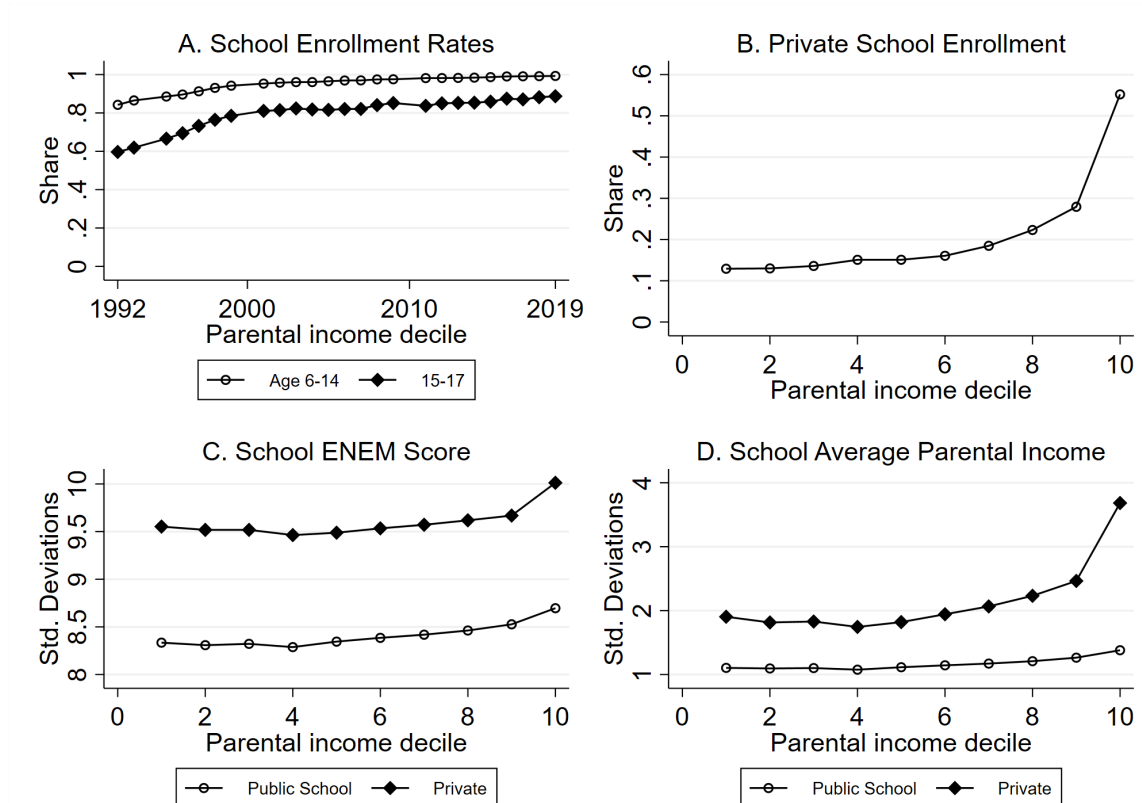 A. School Enrollment Rates
Share
0 .2 .4 .6 .8 1
1992 2000 2010 2019
Parental income decile
Age 6-14 15-17
B. Private School Enrollment
Share
0 .1 .2 .3 .4 .5 .6
0 2 4 6 8 10
Parental income decile
C. School ENEM Score
Std. Deviations
8 8.5 9 9.5 10
0 2 4 6 8 10
Parental income decile
Public School Private
D. School Average Parental Income
Std. Deviations
1 2 3 4
0 2 4 6 8 10
Parental income decile
Public School Private